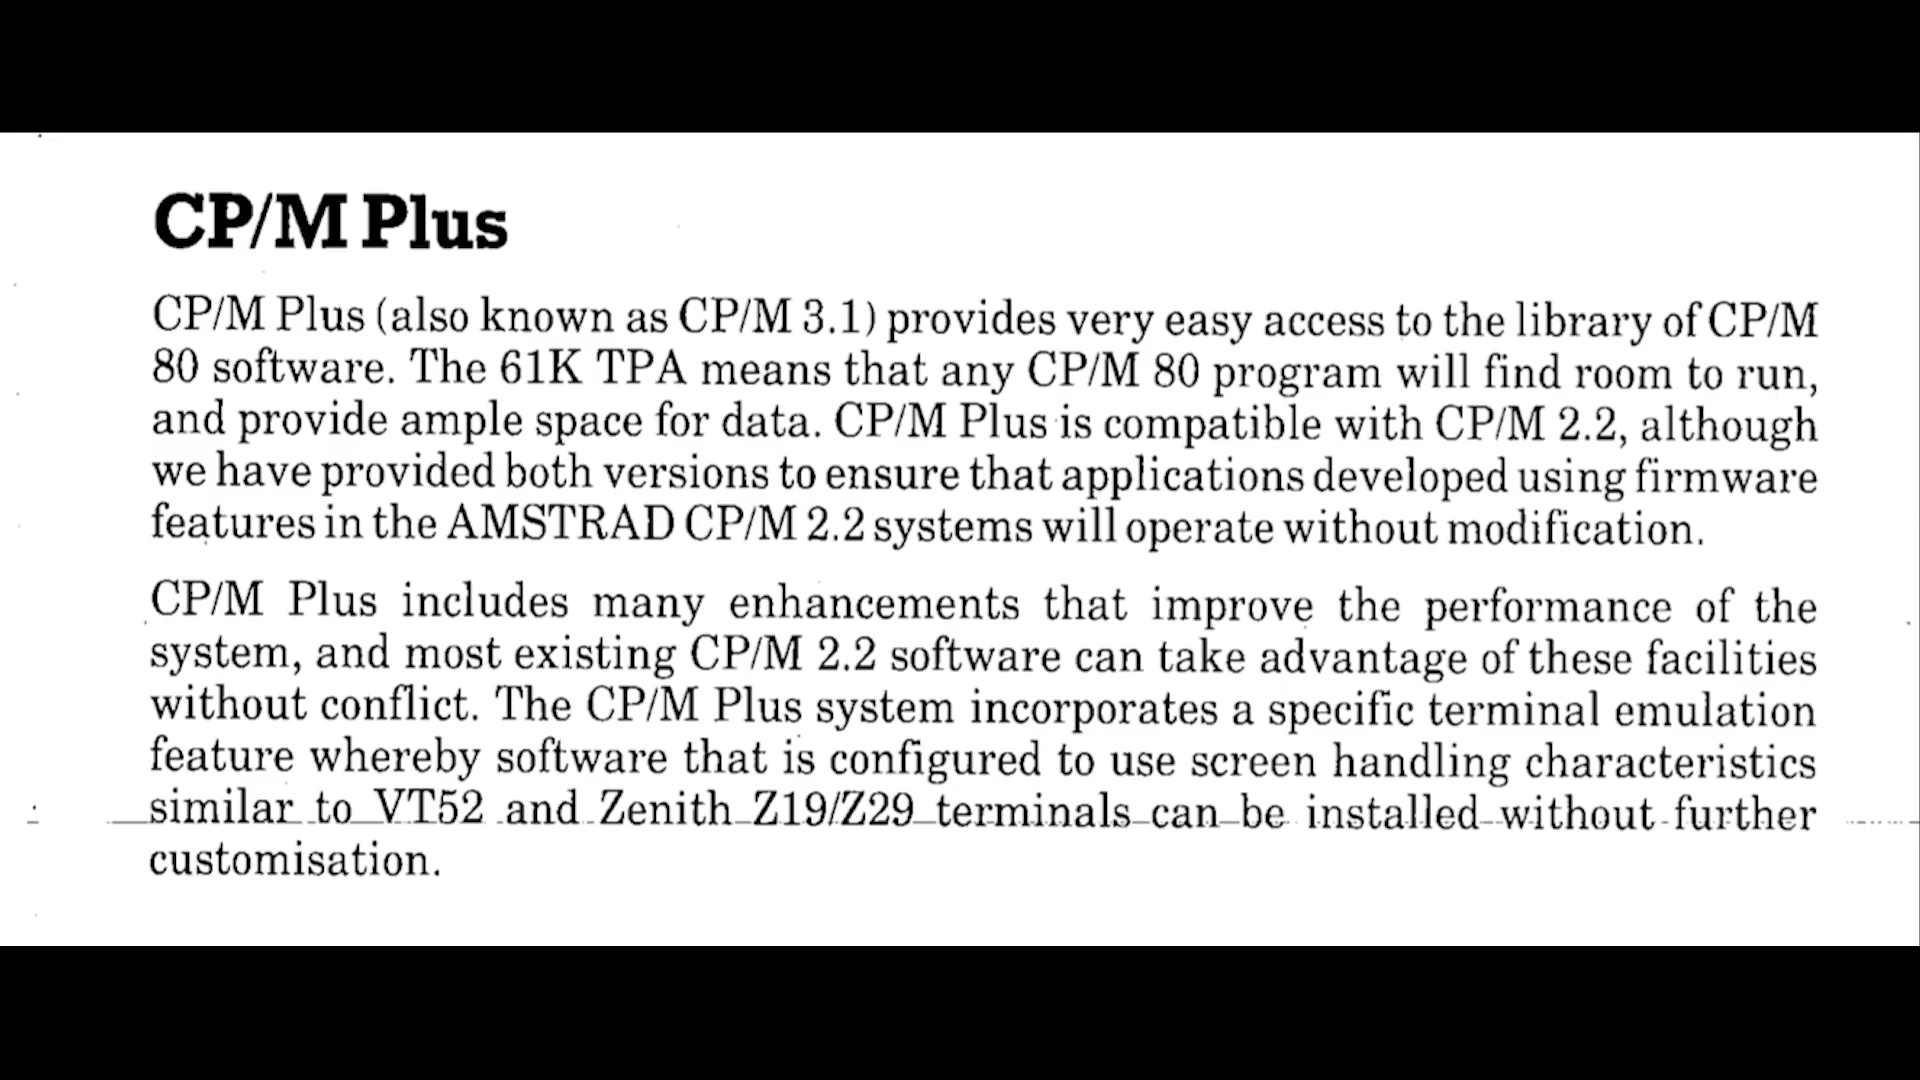 CP/M Plus
CP/M Plus (also known as CP/M 3.1) provides very easy access to the library of CP/M
80 software. The 61K TPA means that any CP/M 80 program will find room to run,
and provide ample space for data. CP/M Plus is compatible with CP/M 2.2, although
we have provided both versions to ensure that applications developed using firmware
features in the AMSTRAD CP/M 2.2 systems will operate without modification.
CP/M Plus includes many enhancements that improve the performance of the
system, and most existing CP/M 2.2 software can take advantage of these facilities
without conflict. The CP/M Plus system incorporates a specific terminal emulation
feature whereby software that is configured to use screen handling characteristics
similar to VT52 and Zenith Z19/Z29 terminals can be installed without further
customisation.